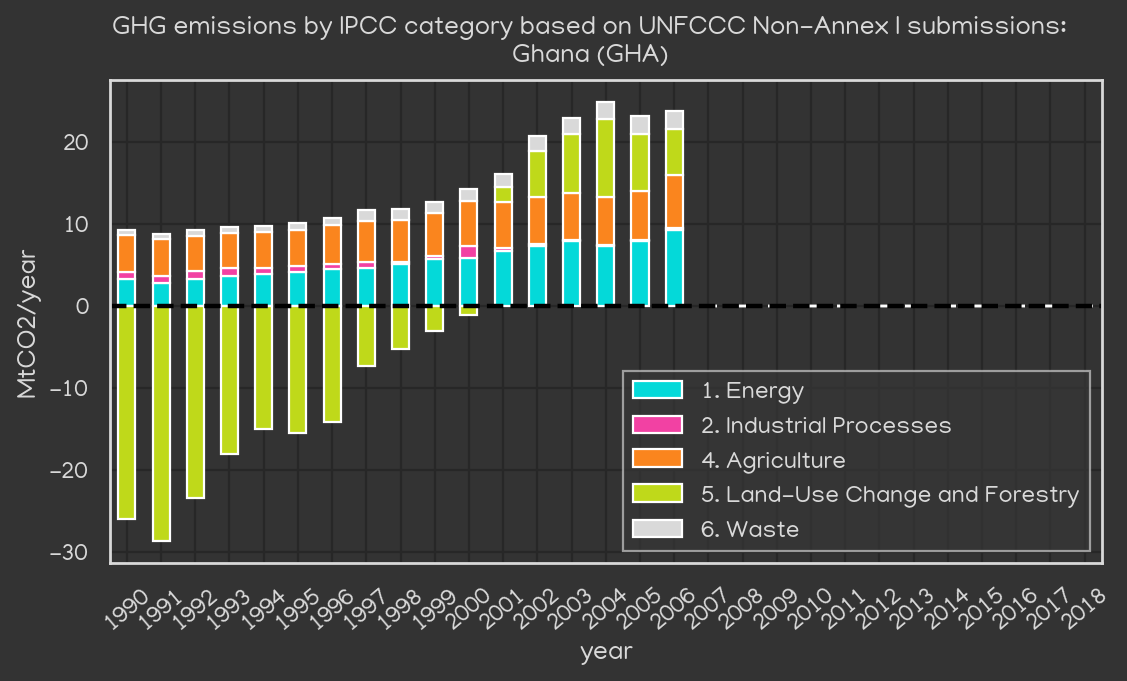 GHG emissions by IPCC category based on UNFCCC Non-Annex I submissions:
Ghana (GHA)
MtCO2/year
20
10
0
-10
-20
-30
1. Energy
2. Industrial Processes
4. Agriculture
5. Land-Use Change and Forestry
6. Waste
1990 1991 1992 1993 1994 1995 1996 1997 1998 1999 2000 2001 2002 2003 2004 2005 2006 2007 2008 2009 2010 2011 2012 2013 2014 2015 2016 2017 2018
year